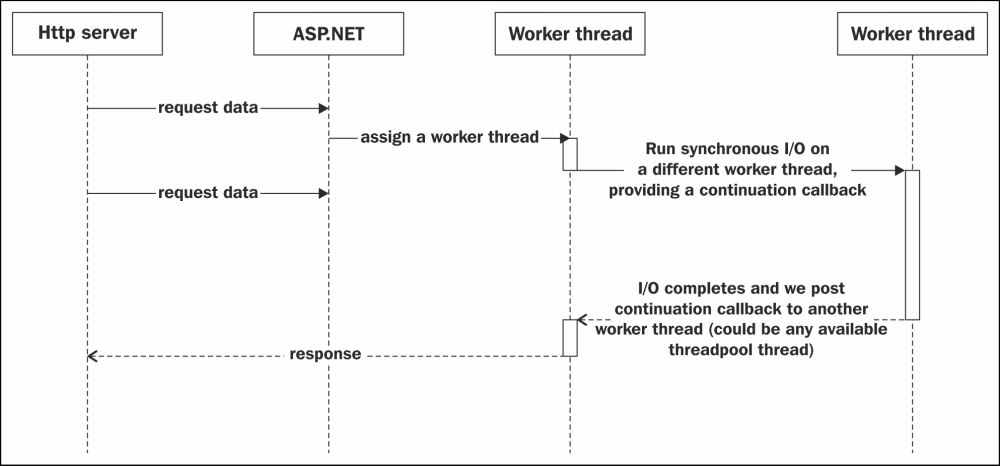 Http server
ASP.NET
Worker thread
Worker thread
request data
assign a worker thread
Run synchronous I/O on
a different worker thread,
providing a continuation callback
request data
I/O completes and we post
continuation callback to another
worker thread (could be any available
threadpool thread)
response